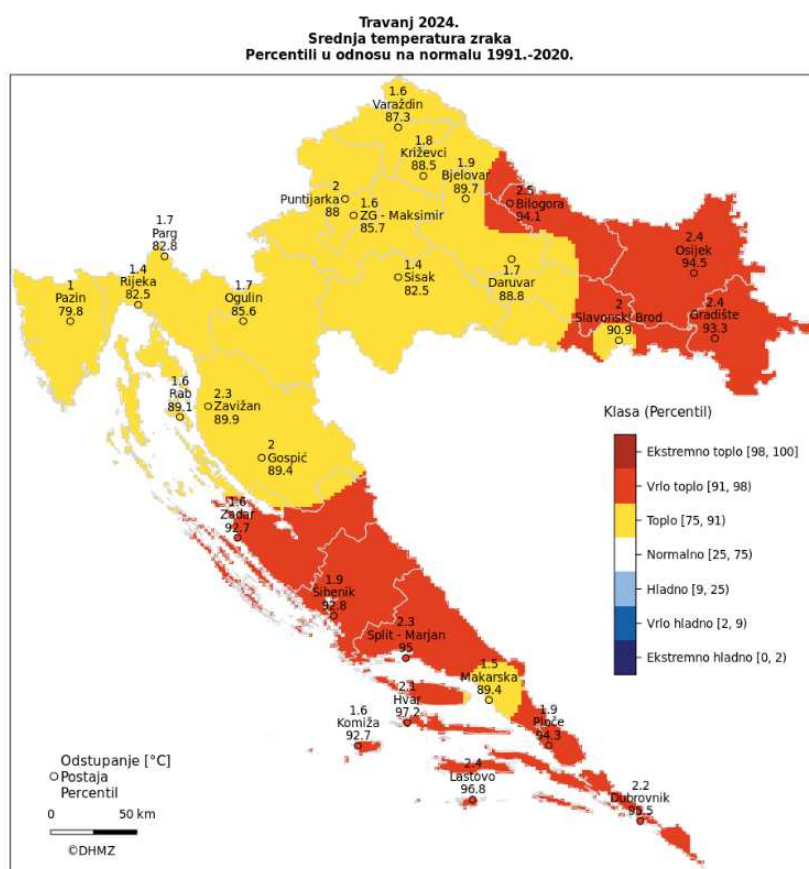 Travanj 2024.
Srednja temperatura zraka
Percentili u odnosu na normalu 1991.-2020.
1.6
Varaždin
87.3
1.8
Križevci
88.5
1.9
Bjelovar
89.7
2
Puntijarka
88
1.6
ZG - Maksimir
85.7
2.5
Bilogora
94.1
1.7
Parg
82.8
1.4
Rijeka
82.5
1
Pazin
79.8
1.7
Ogulin
85.6
1.4
Sisak
82.5
1.7
Daruvar
88.8
2.4
Osijek
94.5
2
Slavonski Brod
90.9
2.4
Gradište
93.3
1.6
Rab
89.1
2.3
Zavižan
89.9
2
Gospić
89.4
1.6
Zadar
92.7
1.9
Šibenik
92.8
2.3
Split - Marjan
95
1.5
Makarska
89.4
2.1
Hvar
97.2
1.6
Komiža
92.7
1.9
Ploče
94.3
2.4
Lastovo
96.8
2.2
Dubrovnik
95.5
Klasa (Percentil)
Ekstremno toplo [98, 100]
Vrlo toplo [91, 98)
Toplo [75, 91)
Normalno [25, 75)
Hladno [9, 25)
Vrlo hladno [2, 9)
Ekstremno hladno [0, 2)
Odstupanje [°C]
Postaja
Percentil
0 50 km
©DHMZ